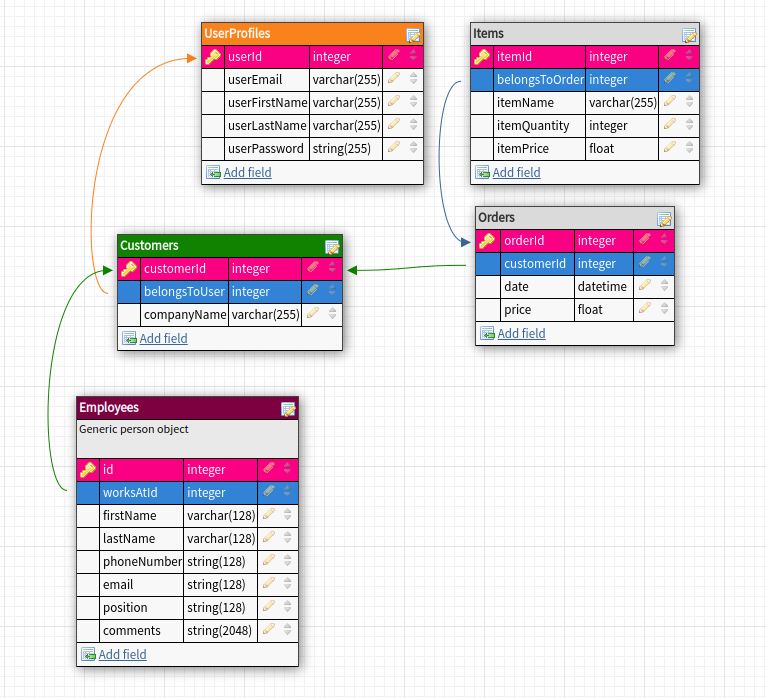 UserProfiles
userId integer
userEmail varchar(255)
userFirstName varchar(255)
userLastName varchar(255)
userPassword string(255)
Add field
Items
itemId integer
belongsToOrder integer
itemName varchar(255)
itemQuantity integer
itemPrice float
Add field
Orders
orderId integer
customerId integer
date datetime
price float
Add field
Customers
customerId integer
belongsToUser integer
companyName varchar(255)
Add field
Employees
Generic person object
id integer
worksAtId integer
firstName varchar(128)
lastName varchar(128)
phoneNumber string(128)
email string(128)
position string(128)
comments string(2048)
Add field